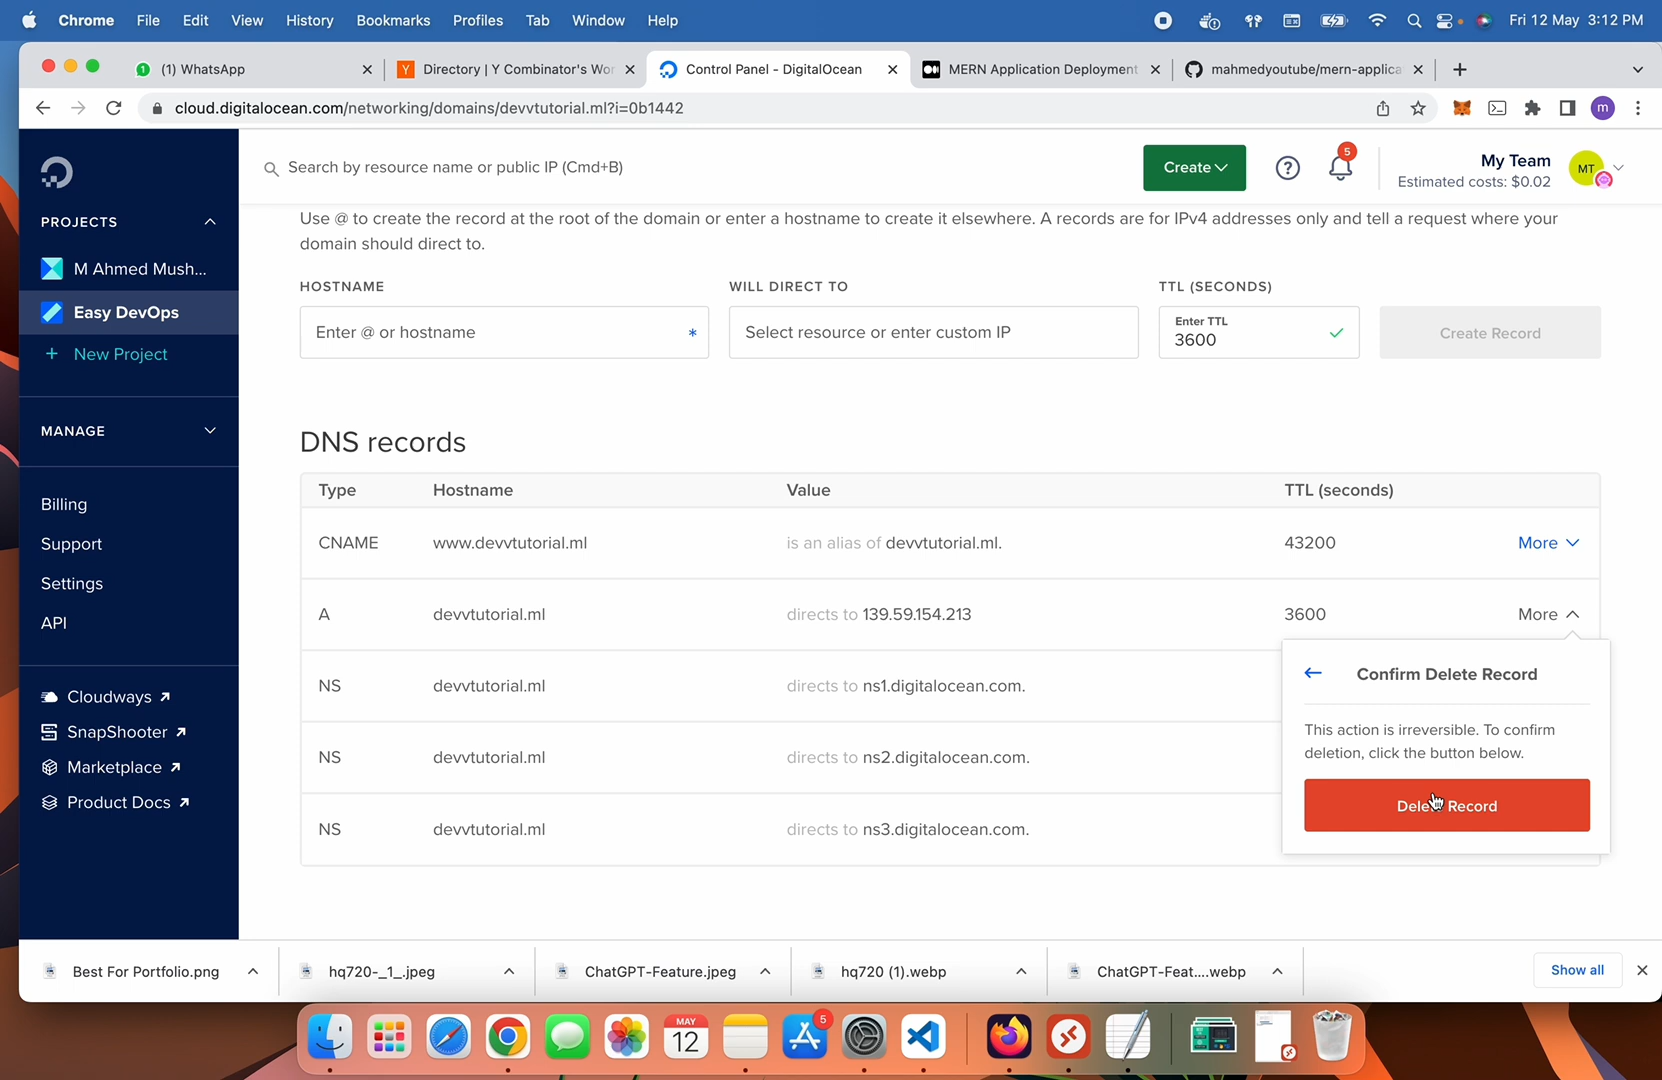 Chrome File Edit View History Bookmarks Profiles Tab Window Help Fri 12 May 3:12 PM
(1) WhatsApp
Directory | Y Combinator's Wor
Control Panel - DigitalOcean
MERN Application Deployment
mahmedyoutube/mern-applica
cloud.digitalocean.com/networking/domains/devvtutorial.ml?i=0b1442
m
Search by resource name or public IP (Cmd+B)
Create
5
My Team
Estimated costs: $0.02
MT
PROJECTS
M Ahmed Mush...
Easy DevOps
+ New Project
MANAGE
Billing
Support
Settings
API
Cloudways
SnapShooter
Marketplace
Product Docs
Use @ to create the record at the root of the domain or enter a hostname to create it elsewhere. A records are for IPv4 addresses only and tell a request where your
domain should direct to.
HOSTNAME WILL DIRECT TO TTL (SECONDS)
Enter @ or hostname *
Select resource or enter custom IP
Enter TTL
3600
Create Record
DNS records
Type Hostname Value TTL (seconds)
CNAME www.devvtutorial.ml is an alias of devvtutorial.ml. 43200 More
A devvtutorial.ml directs to 139.59.154.213 3600 More
NS devvtutorial.ml directs to ns1.digitalocean.com.
NS devvtutorial.ml directs to ns2.digitalocean.com.
NS devvtutorial.ml directs to ns3.digitalocean.com.
Confirm Delete Record
This action is irreversible. To confirm
deletion, click the button below.
Delete Record
Best For Portfolio.png
hq720-_1_.jpeg
ChatGPT-Feature.jpeg
hq720 (1).webp
ChatGPT-Feat....webp
Show all
MAY
12
5